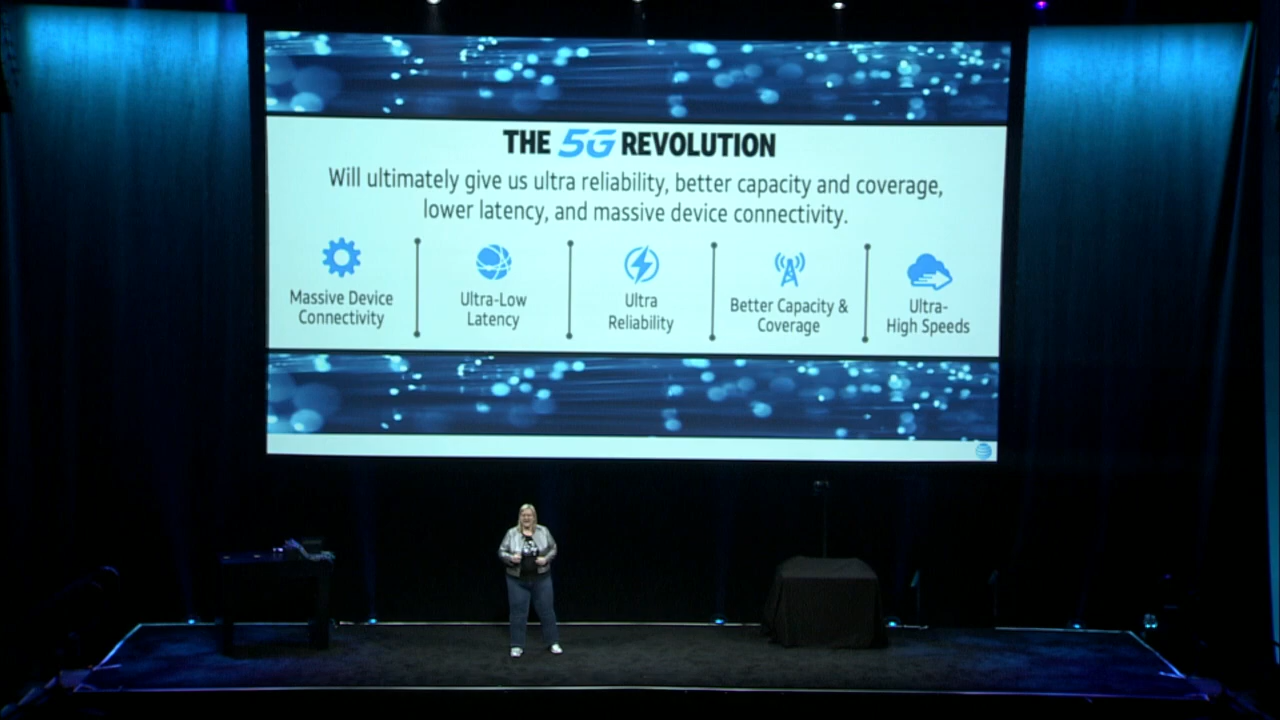 THE 5G REVOLUTION
Will ultimately give us ultra reliability, better capacity and coverage,
lower latency, and massive device connectivity.
Massive Device
Connectivity
Ultra-Low
Latency
Ultra
Reliability
Better Capacity &
Coverage
Ultra-
High Speeds